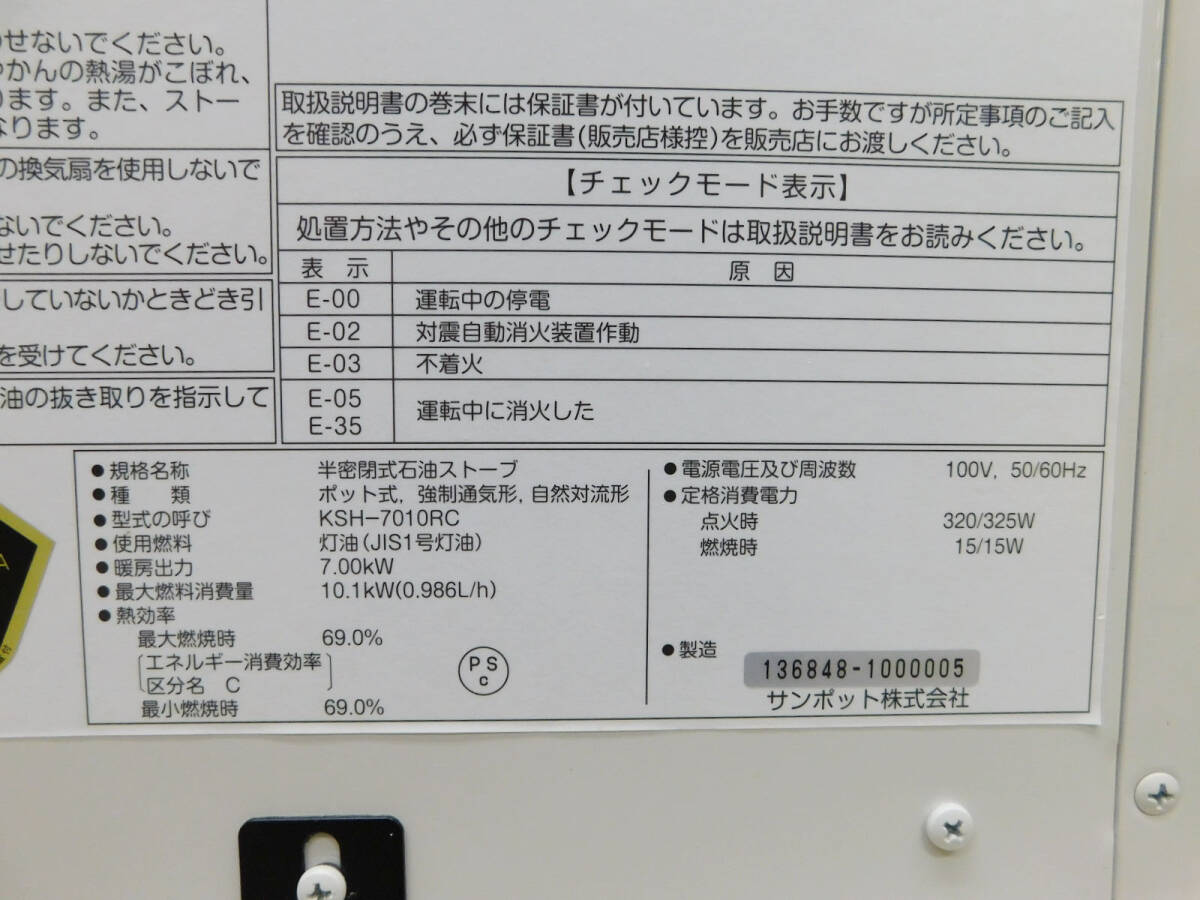 のせないでください。
やかんの熱湯がこぼれ、
ります。また、ストー
なります。
の換気扇を使用しないで
ないでください。
せたりしないでください。
していないかときどき引
を受けてください。
油の抜き取りを指示して
取扱説明書の巻末には保証書が付いています。お手数ですが所定事項のご記入
を確認のうえ、必ず保証書(販売店様控)を販売店にお渡しください。
【チェックモード表示】
処置方法やその他のチェックモードは取扱説明書をお読みください。
表 示 原 因
E-00 運転中の停電
E-02 対震自動消火装置作動
E-03 不着火
E-05
E-35 運転中に消火した
●規格名称 半密閉式石油ストーブ
●種 類 ポット式, 強制通気形, 自然対流形
●型式の呼び KSH-7010RC
●使用燃料 灯油(JIS1号灯油)
●暖房出力 7.00kW
●最大燃料消費量 10.1kW(0.986L/h)
●熱効率
最大燃焼時 69.0%
エネルギー消費効率
区分名 C
最小燃焼時 69.0%
PS
c
●電源電圧及び周波数 100V, 50/60Hz
●定格消費電力
点火時 320/325W
燃焼時 15/15W
●製造 136848-1000005
サンポット株式会社